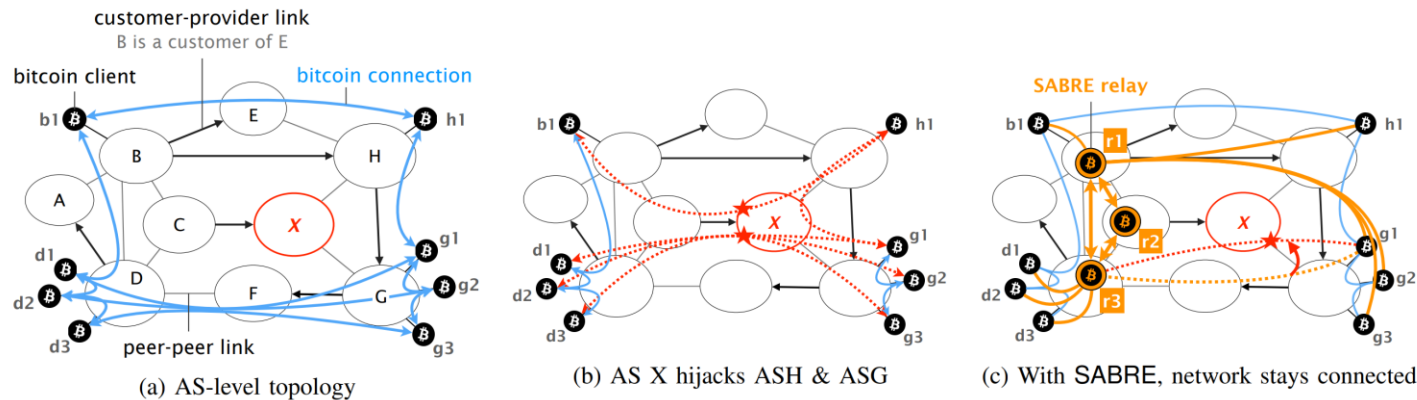 customer-provider link
B is a customer of E
bitcoin client
bitcoin connection
b1
E
h1
B
H
A
C
X
d1
g1
D
F
G
d2
g2
d3
g3
peer-peer link
(a) AS-level topology
b1
h1
X
d1
g1
d2
g2
d3
g3
(b) AS X hijacks ASH & ASG
SABRE relay
b1
h1
r1
X
r2
d1
g1
d2
g2
r3
d3
g3
(c) With SABRE, network stays connected